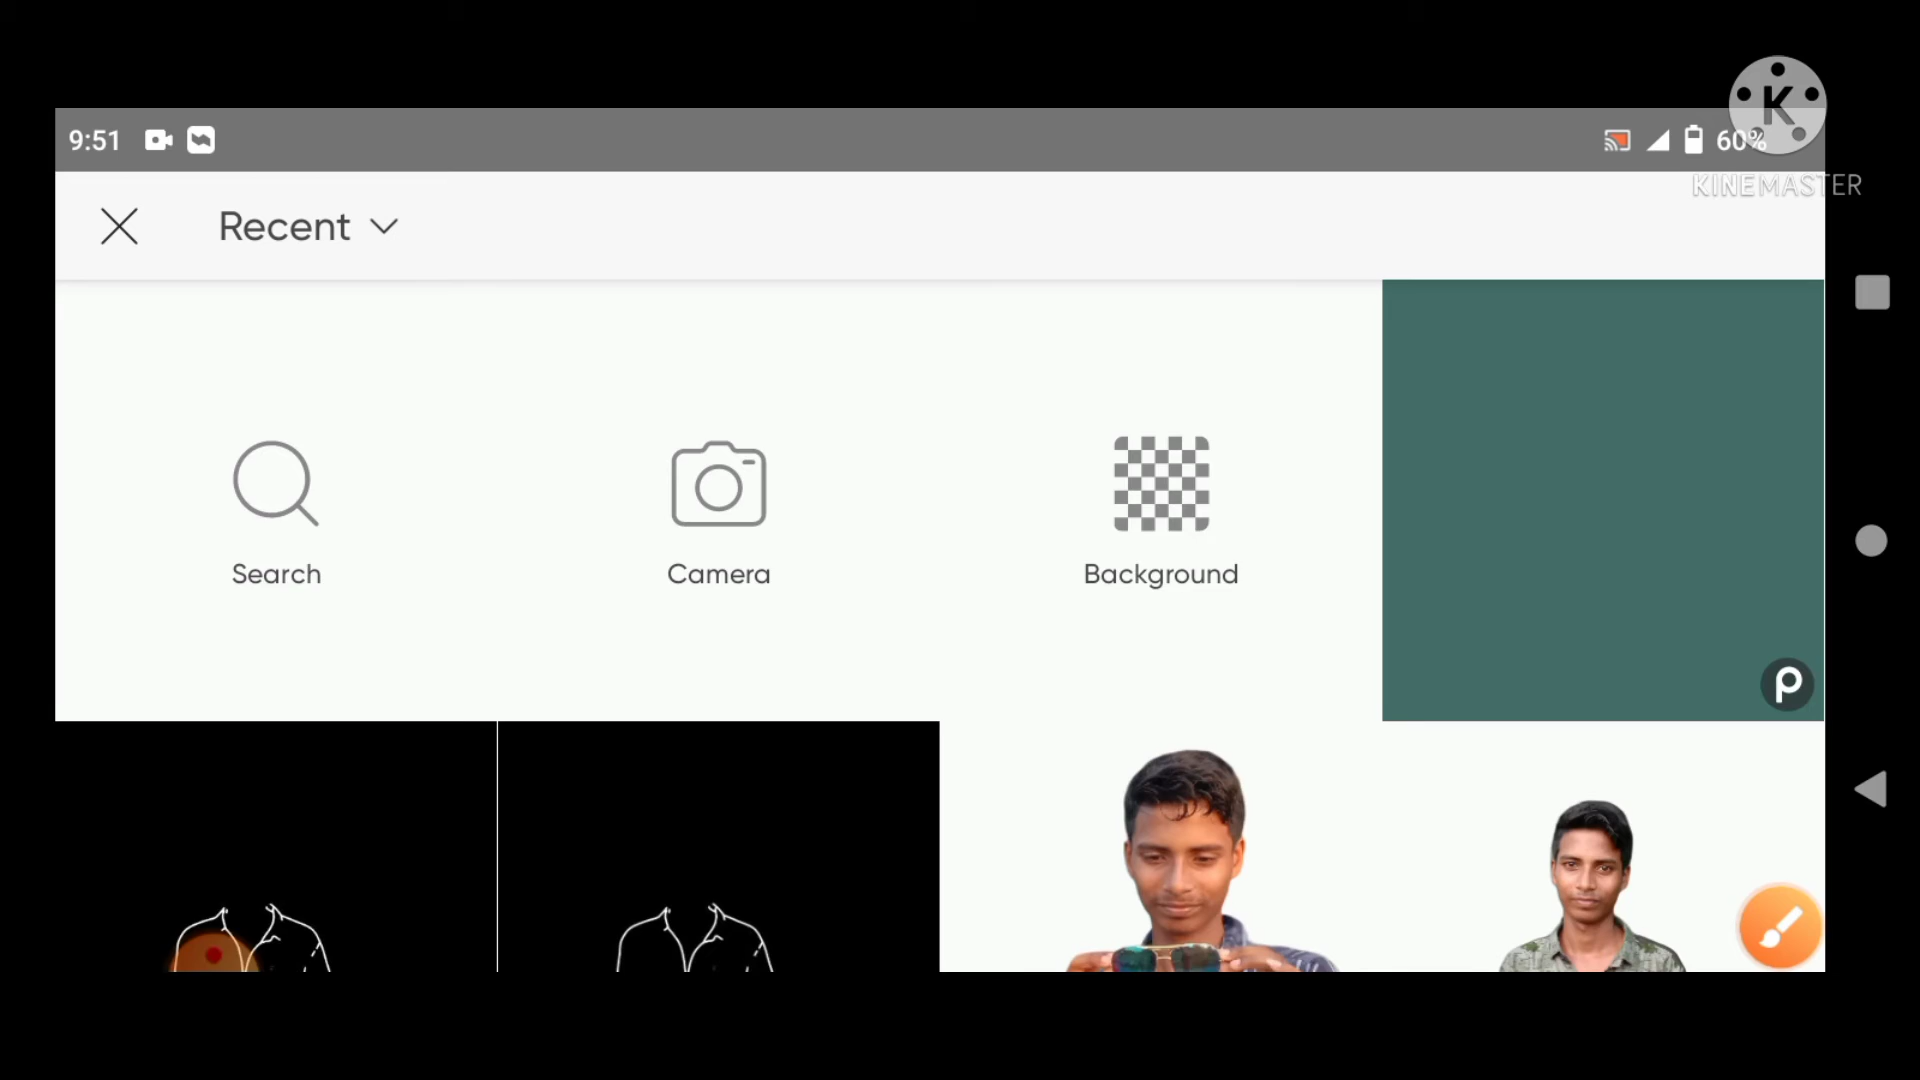 9:51
60%
KINEMASTER
Recent
Search
Camera
Background